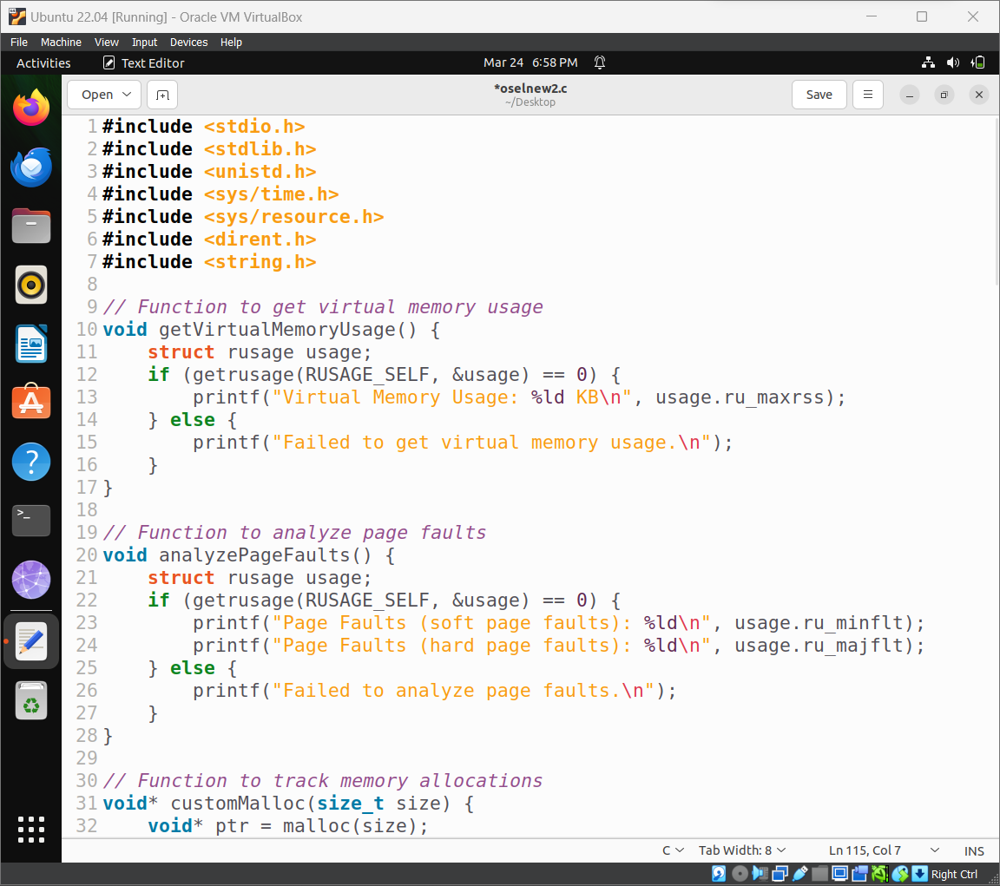 Ubuntu 22.04 [Running] - Oracle VM VirtualBox
File Machine View Input Devices Help
Activities Text Editor Mar 24 6:58 PM
Open *oselnew2.c Save
~/Desktop
1 #include <stdio.h>
2 #include <stdlib.h>
3 #include <unistd.h>
4 #include <sys/time.h>
5 #include <sys/resource.h>
6 #include <dirent.h>
7 #include <string.h>
8
9 // Function to get virtual memory usage
10 void getVirtualMemoryUsage() {
11     struct rusage usage;
12     if (getrusage(RUSAGE_SELF, &usage) == 0) {
13         printf("Virtual Memory Usage: %ld KB\n", usage.ru_maxrss);
14     } else {
15         printf("Failed to get virtual memory usage.\n");
16     }
17 }
18
19 // Function to analyze page faults
20 void analyzePageFaults() {
21     struct rusage usage;
22     if (getrusage(RUSAGE_SELF, &usage) == 0) {
23         printf("Page Faults (soft page faults): %ld\n", usage.ru_minflt);
24         printf("Page Faults (hard page faults): %ld\n", usage.ru_majflt);
25     } else {
26         printf("Failed to analyze page faults.\n");
27     }
28 }
29
30 // Function to track memory allocations
31 void* customMalloc(size_t size) {
32     void* ptr = malloc(size);
C Tab Width: 8 Ln 115, Col 7 INS
Right Ctrl